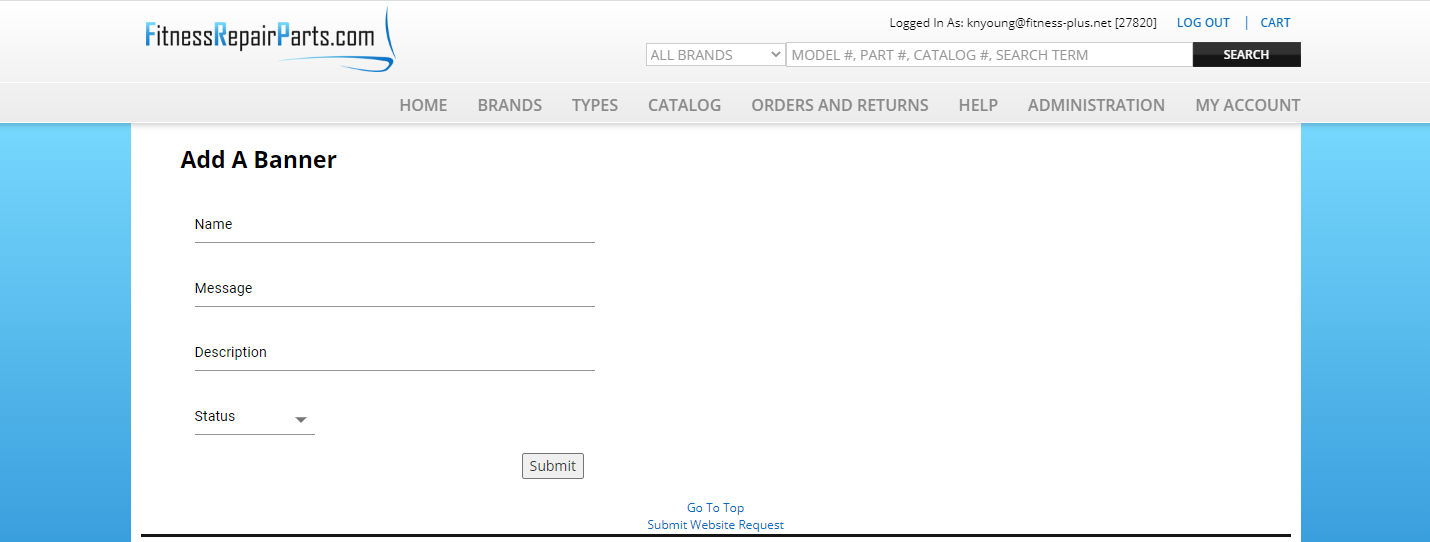 FitnessRepairParts.com
Logged In As: knyoung@fitness-plus.net [27820] LOG OUT | CART
ALL BRANDS MODEL #, PART #, CATALOG #, SEARCH TERM SEARCH
HOME BRANDS TYPES CATALOG ORDERS AND RETURNS HELP ADMINISTRATION MY ACCOUNT
Add A Banner
Name
Message
Description
Status
Submit
Go To Top
Submit Website Request